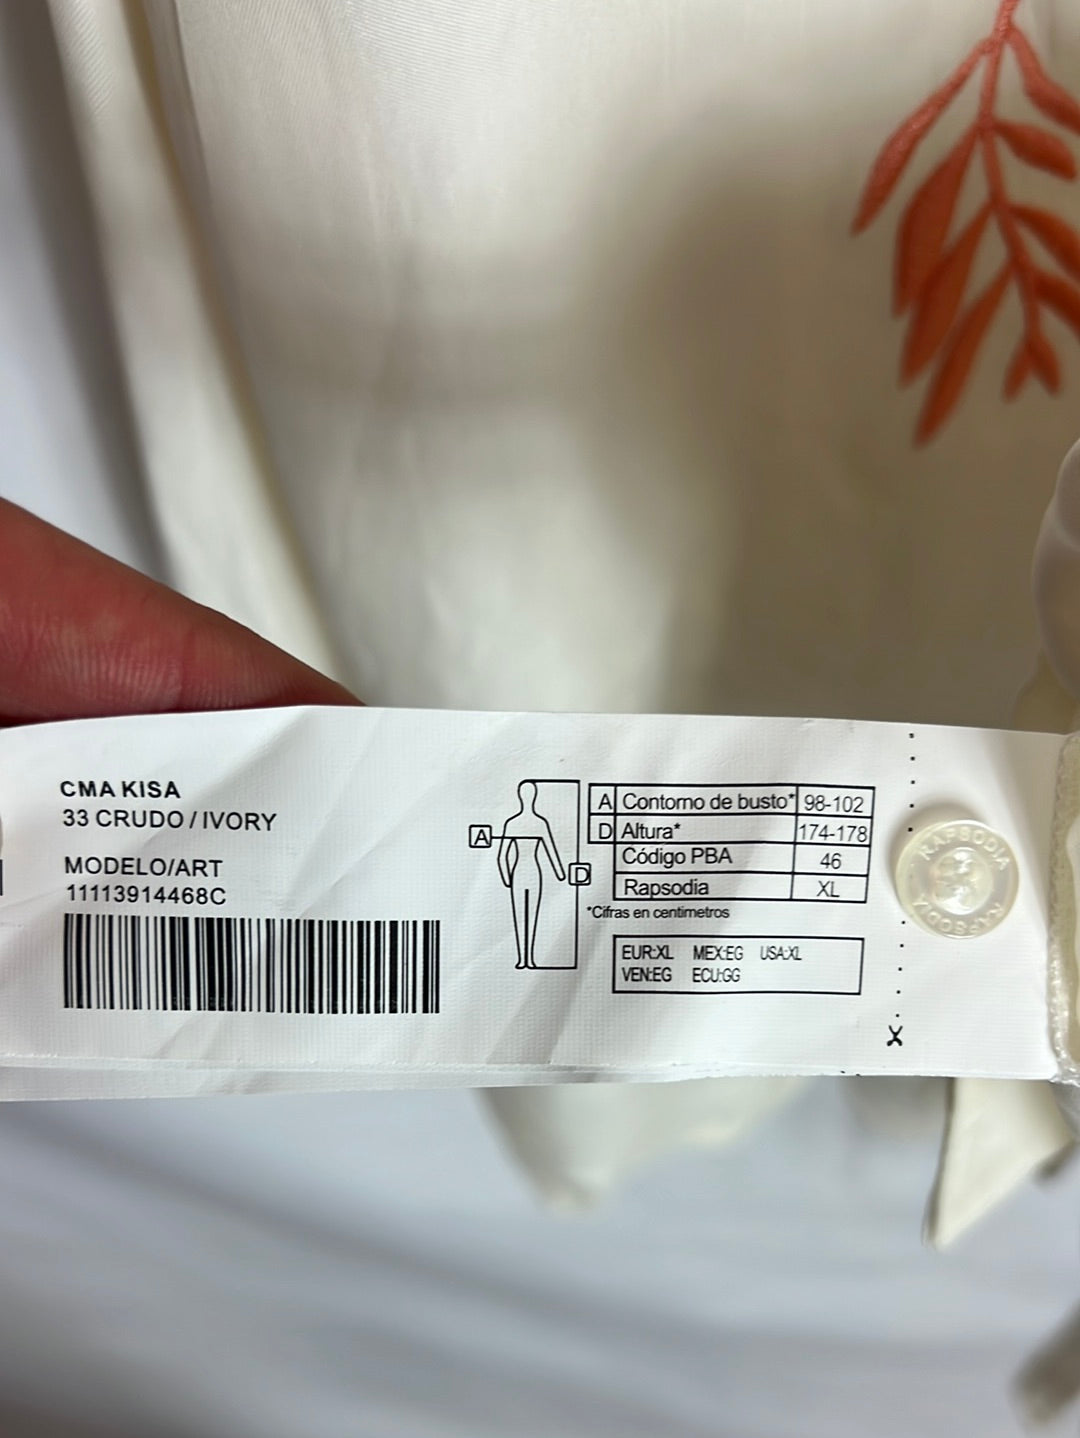 CMA KISA
33 CRUDO / IVORY
MODELO/ART
11113914468C
A
D
A Contorno de busto* 98-102
D Altura* 174-178
Código PBA 46
Rapsodia XL
*Cifras en centimetros
EUR:XL MEX:EG USA:XL
VEN:EG ECU:GG
RAPSODIA
RAPSODIA